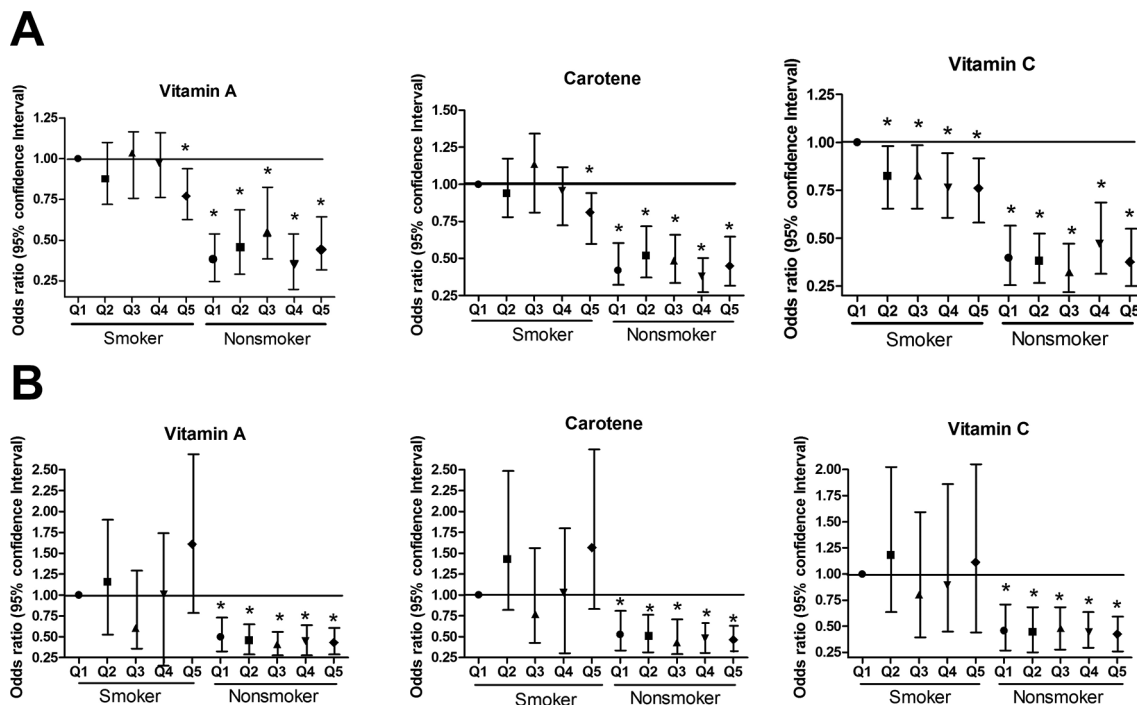 A
Vitamin A
Odds ratio (95% confidence Interval)
1.25
1.00
0.75
0.50
0.25
*
*
*
*
*
*
Q1 Q2 Q3 Q4 Q5 Q1 Q2 Q3 Q4 Q5
Smoker Nonsmoker
Carotene
Odds ratio (95% confidence Interval)
1.50
1.25
1.00
0.75
0.50
0.25
*
*
*
*
*
*
Q1 Q2 Q3 Q4 Q5 Q1 Q2 Q3 Q4 Q5
Smoker Nonsmoker
Vitamin C
Odds ratio (95% confidence Interval)
1.25
1.00
0.75
0.50
0.25
* * * *
* * * * *
Q1 Q2 Q3 Q4 Q5 Q1 Q2 Q3 Q4 Q5
Smoker Nonsmoker
B
Vitamin A
Odds ratio (95% confidence Interval)
2.50
2.25
2.00
1.75
1.50
1.25
1.00
0.75
0.50
0.25
* * * * *
Q1 Q2 Q3 Q4 Q5 Q1 Q2 Q3 Q4 Q5
Smoker Nonsmoker
Carotene
Odds ratio (95% confidence Interval)
2.50
2.25
2.00
1.75
1.50
1.25
1.00
0.75
0.50
0.25
* * * * *
Q1 Q2 Q3 Q4 Q5 Q1 Q2 Q3 Q4 Q5
Smoker Nonsmoker
Vitamin C
Odds ratio (95% confidence Interval)
2.00
1.75
1.50
1.25
1.00
0.75
0.50
0.25
* * * * *
Q1 Q2 Q3 Q4 Q5 Q1 Q2 Q3 Q4 Q5
Smoker Nonsmoker